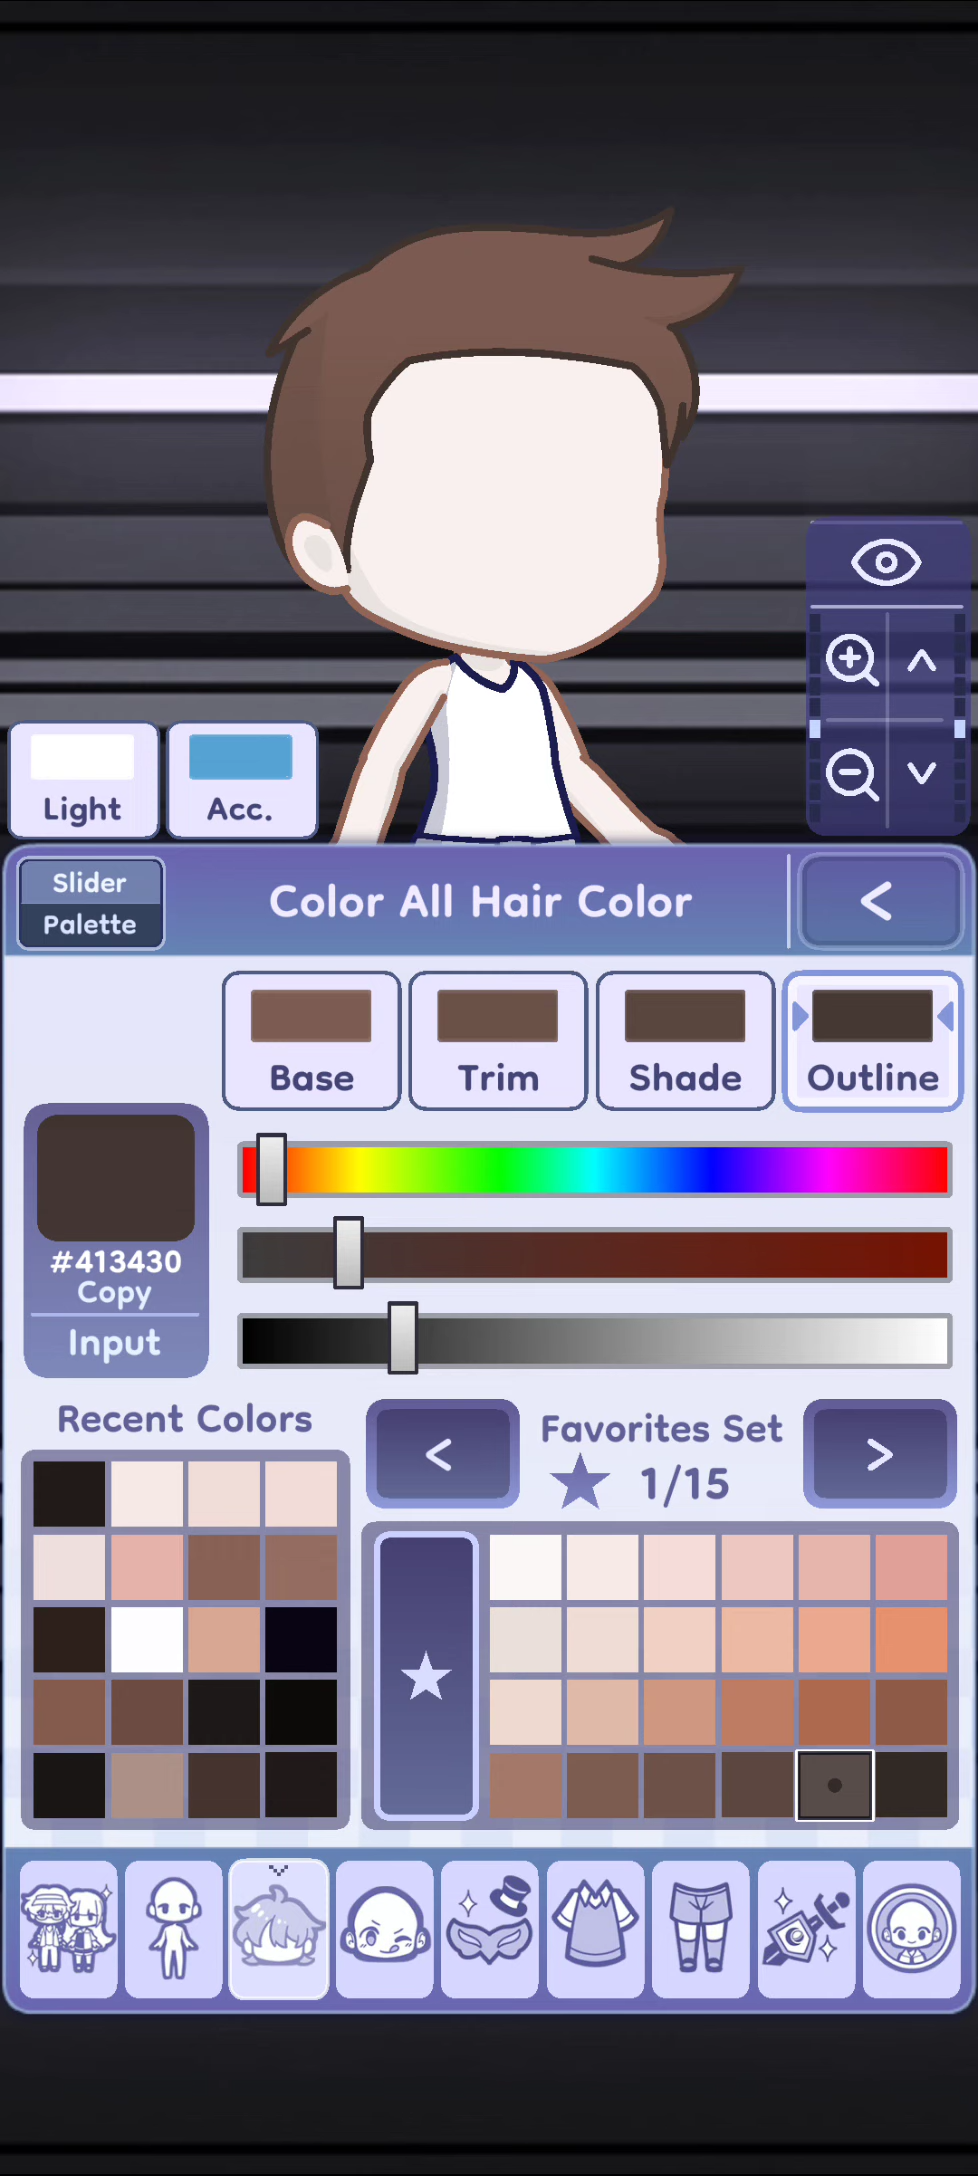 Light
Acc.
Slider
Palette
Color All Hair Color
<
Base
Trim
Shade
Outline
#413430
Copy
Input
Recent Colors
<
Favorites Set
1/15
>